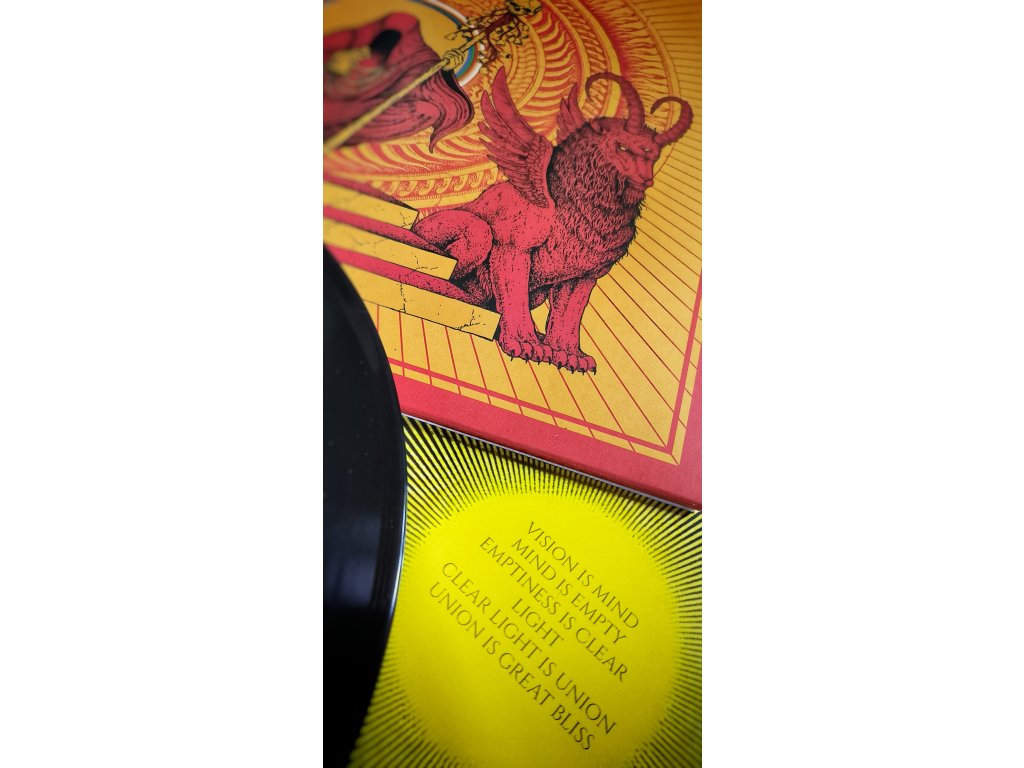 VISION IS MIND
MIND IS EMPTY
EMPTINESS IS CLEAR
LIGHT
CLEAR LIGHT IS UNION
UNION IS GREAT BLISS